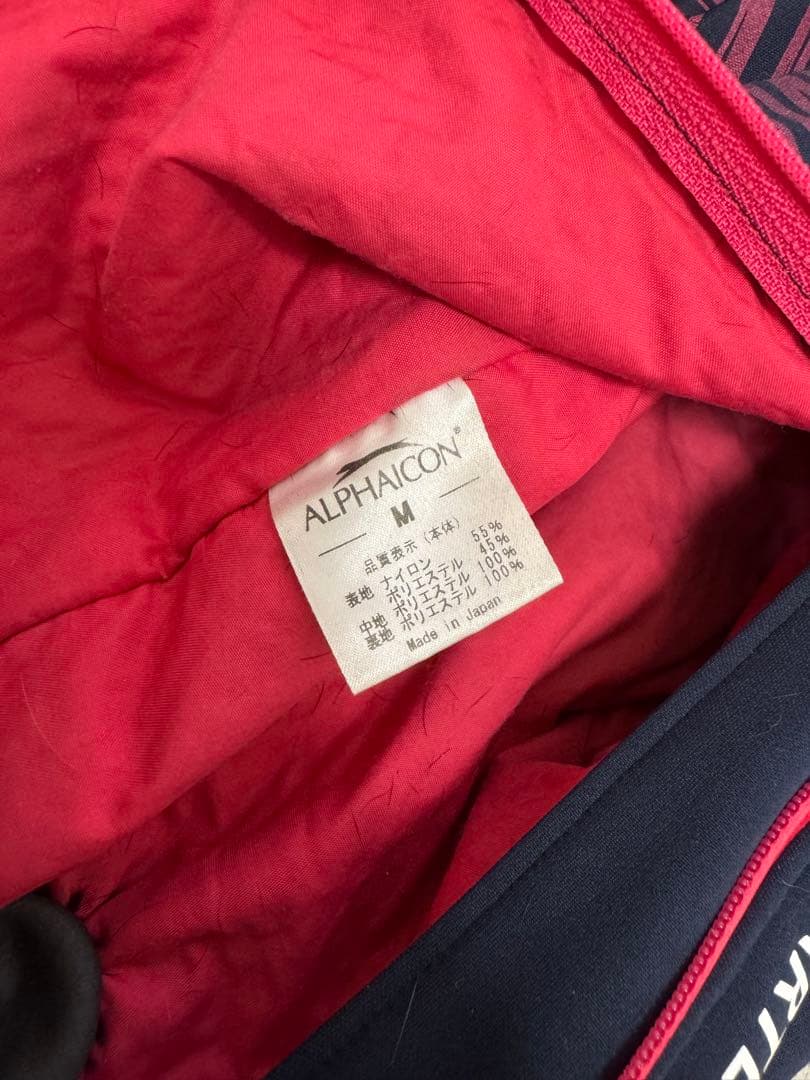 ALPHAICON®
M
品質表示（本体）
表地 ナイロン 55%
ポリエステル 45%
中地 ポリエステル 100%
裏地 ポリエステル 100%
Made in Japan